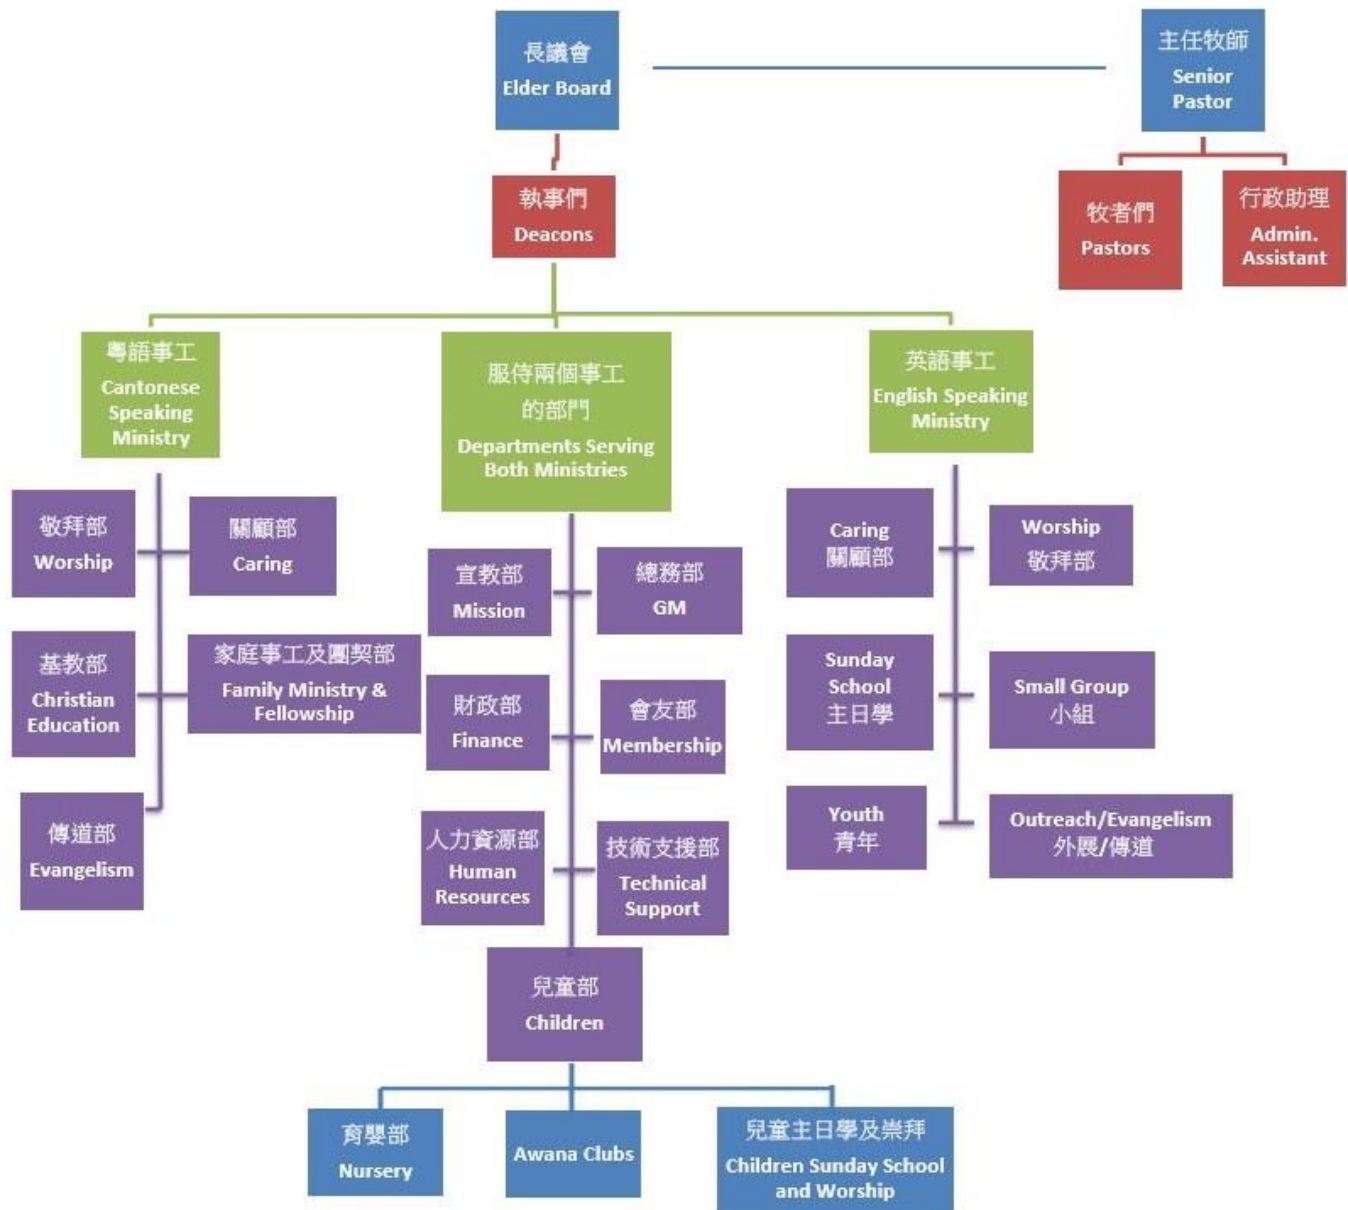 長議會
Elder Board
主任牧師
Senior
Pastor
執事們
Deacons
牧者們
Pastors
行政助理
Admin.
Assistant
粵語事工
Cantonese
Speaking
Ministry
服侍兩個事工
的部門
Departments Serving
Both Ministries
英語事工
English Speaking
Ministry
敬拜部
Worship
關顧部
Caring
基教部
Christian
Education
家庭事工及團契部
Family Ministry &
Fellowship
傳道部
Evangelism
宣教部
Mission
總務部
GM
財政部
Finance
會友部
Membership
人力資源部
Human
Resources
技術支援部
Technical
Support
Caring
關顧部
Worship
敬拜部
Sunday
School
主日學
Small Group
小組
Youth
青年
Outreach/Evangelism
外展/傳道
兒童部
Children
育嬰部
Nursery
Awana Clubs
兒童主日學及崇拜
Children Sunday School
and Worship